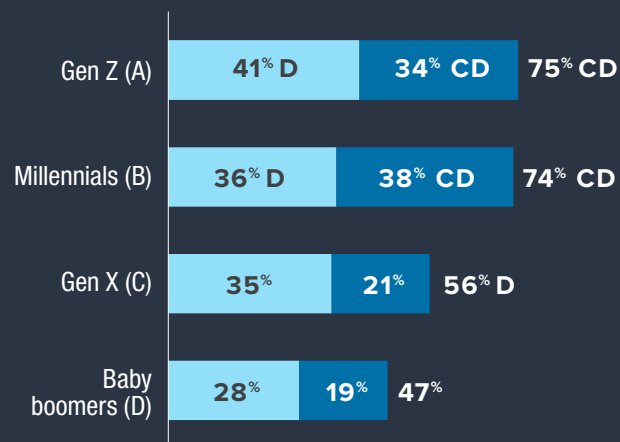 Gen Z (A) 41% D 34% CD 75% CD
Millennials (B) 36% D 38% CD 74% CD
Gen X (C) 35% 21% 56% D
Baby
boomers (D) 28% 19% 47%